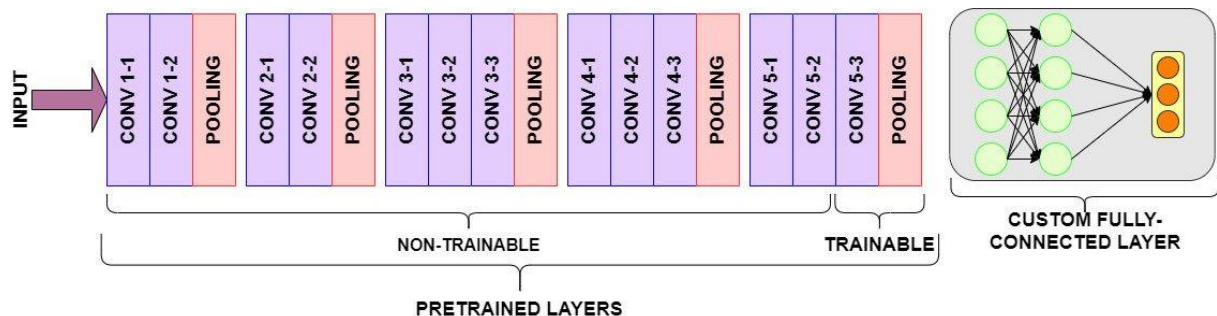 INPUT
CONV 1-1
CONV 1-2
POOLING
CONV 2-1
CONV 2-2
POOLING
CONV 3-1
CONV 3-2
CONV 3-3
POOLING
CONV 4-1
CONV 4-2
CONV 4-3
POOLING
CONV 5-1
CONV 5-2
CONV 5-3
POOLING
NON-TRAINABLE
TRAINABLE
CUSTOM FULLY-
CONNECTED LAYER
PRETRAINED LAYERS